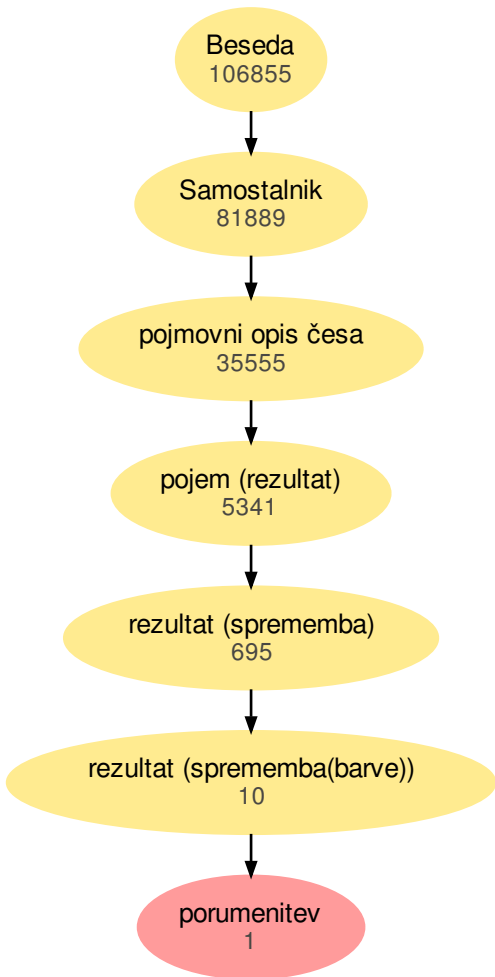 Beseda
106855
Samostalnik
81889
pojmovni opis česa
35555
pojem (rezultat)
5341
rezultat (sprememba)
695
rezultat (sprememba(barve))
10
porumenitev
1